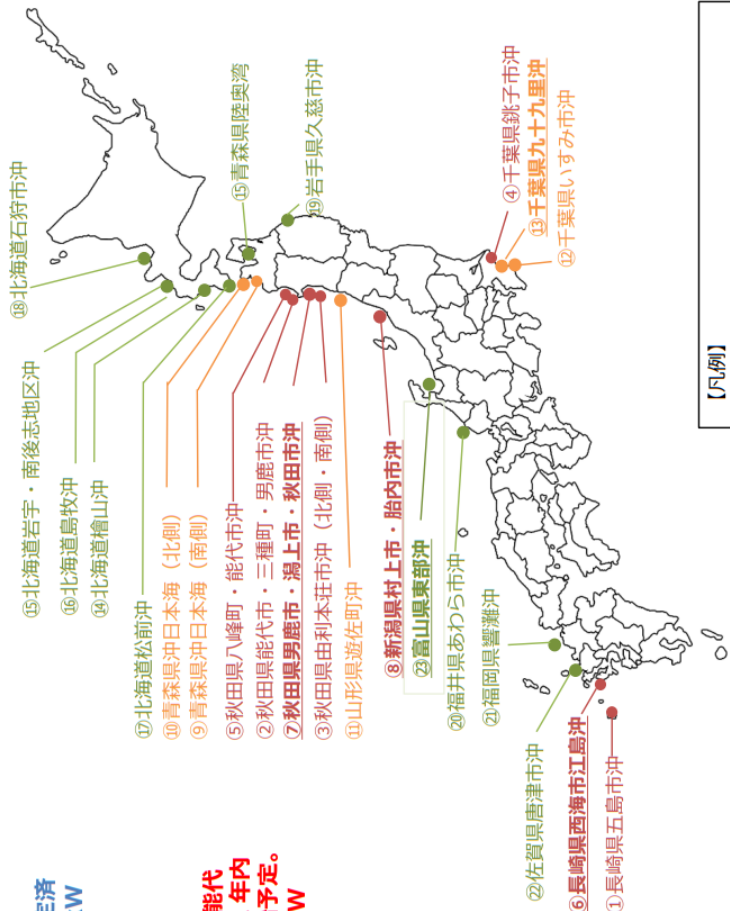 定済
W
能代
年内
予定。
W
⑱北海道石狩市沖
⑮北海道岩宇・南後志地区沖
⑯北海道島牧沖
⑭北海道檜山沖
⑰北海道松前沖
⑩青森県沖日本海（北側）
⑨青森県沖日本海（南側）
⑤秋田県八峰町・能代市沖
②秋田県能代市・三種町・男鹿市沖
⑦秋田県男鹿市・潟上市・秋田市沖
③秋田県由利本荘市沖（北側・南側）
⑪山形県遊佐町沖
⑧新潟県村上市・胎内市沖
㉓富山県東部沖
⑳福井県あわら市沖
㉑福岡県響灘沖
㉒佐賀県唐津市沖
⑥長崎県西海市江島沖
①長崎県五島市沖
⑮青森県陸奥湾
⑲岩手県久慈市沖
④千葉県銚子市沖
⑬千葉県九十九里沖
⑫千葉県いすみ市沖
【凡例】